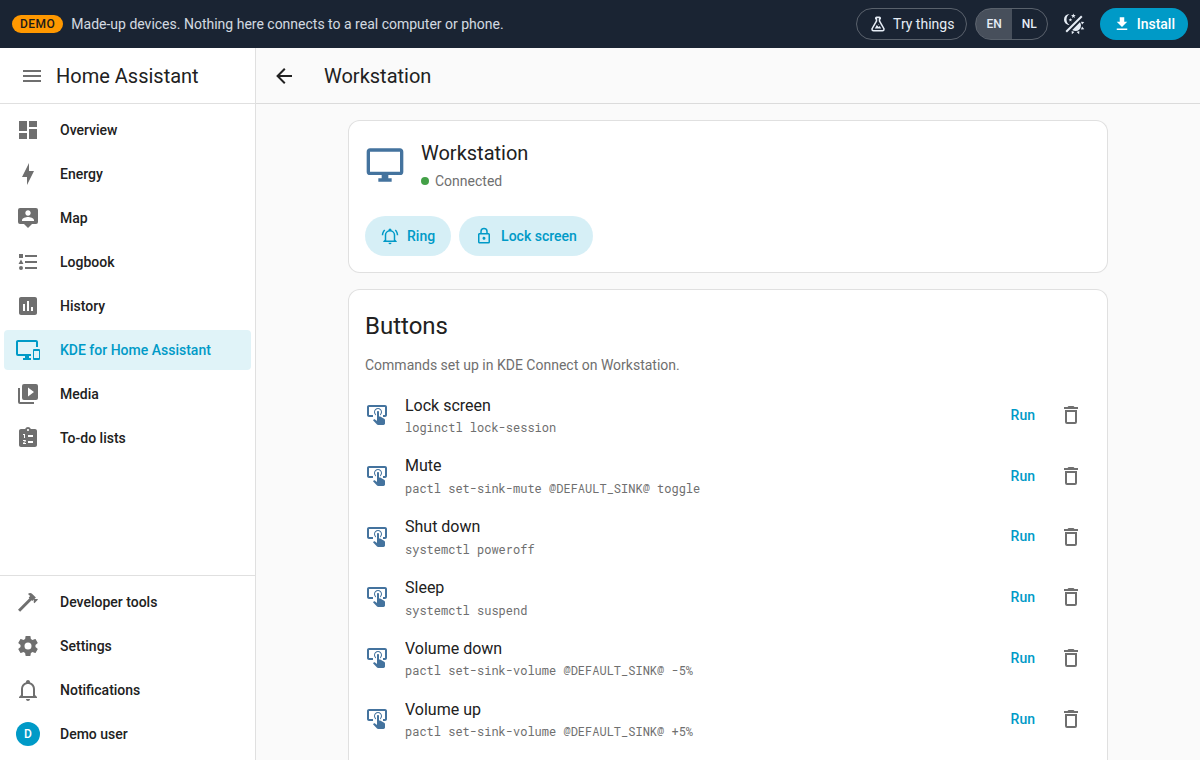 DEMO Made-up devices. Nothing here connects to a real computer or phone. Try things EN NL Install
Home Assistant
Workstation
Overview
Energy
Map
Logbook
History
KDE for Home Assistant
Media
To-do lists
Developer tools
Settings
Notifications
D Demo user
Workstation
Connected
Ring Lock screen
Buttons
Commands set up in KDE Connect on Workstation.
Lock screen
loginctl lock-session
Run
Mute
pactl set-sink-mute @DEFAULT_SINK@ toggle
Run
Shut down
systemctl poweroff
Run
Sleep
systemctl suspend
Run
Volume down
pactl set-sink-volume @DEFAULT_SINK@ -5%
Run
Volume up
pactl set-sink-volume @DEFAULT_SINK@ +5%
Run